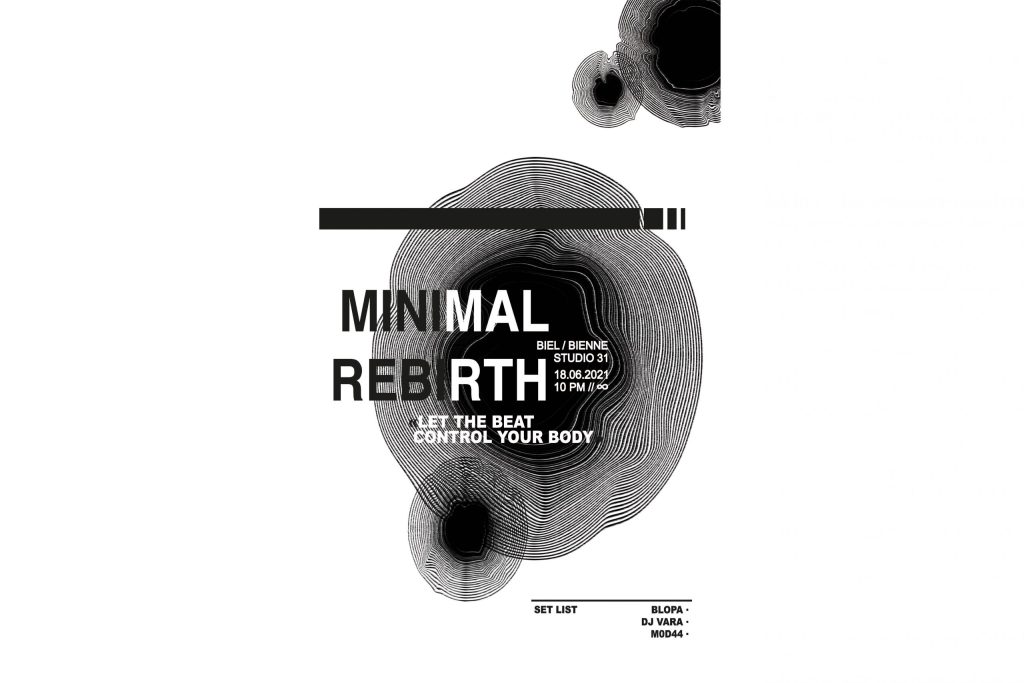 MINIMAL
REBIRTH
BIEL / BIENNE
STUDIO 31
18.06.2021
10 PM // ∞
“LET THE BEAT
CONTROL YOUR BODY”
SET LIST
BLOPA ·
DJ VARA ·
M0D44 ·